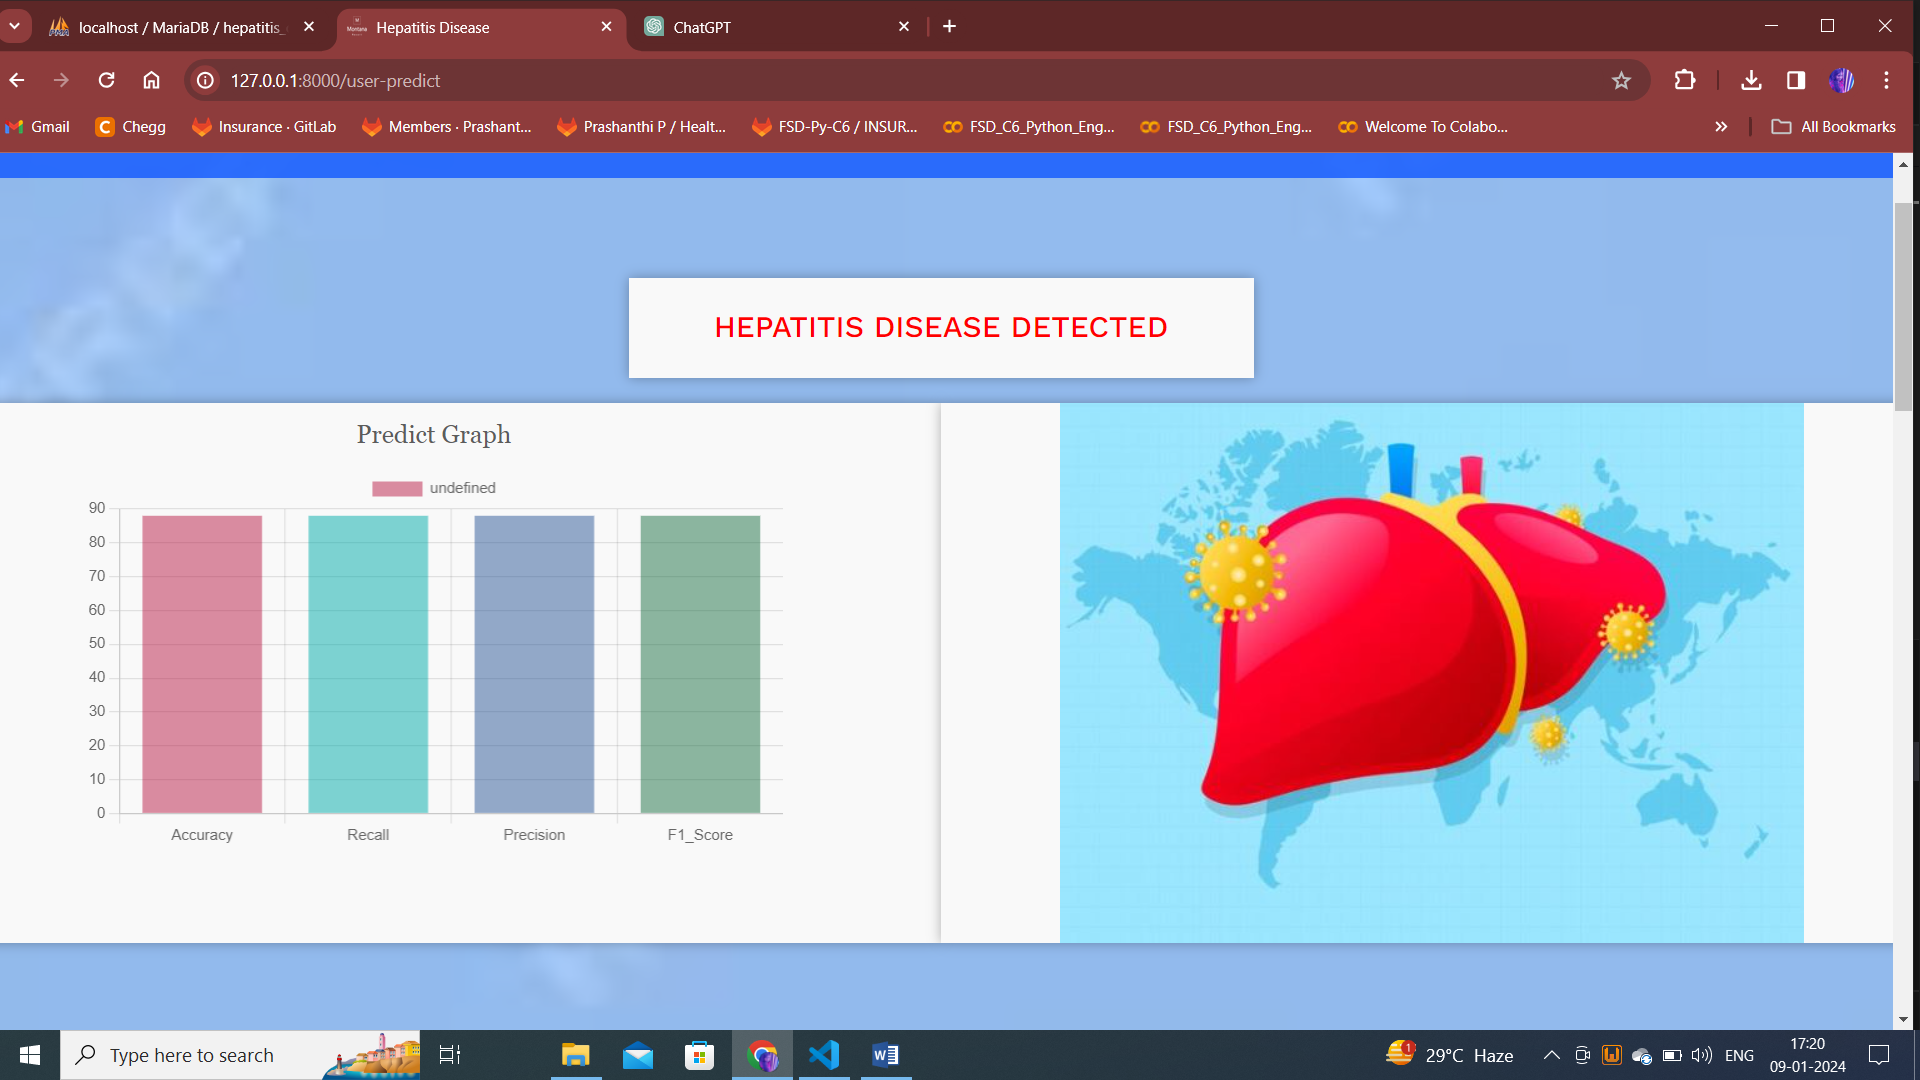 localhost / MariaDB / hepatitis_
Hepatitis Disease
ChatGPT
127.0.0.1:8000/user-predict
Gmail
Chegg
Insurance · GitLab
Members · Prashant...
Prashanthi P / Healt...
FSD-Py-C6 / INSUR...
FSD_C6_Python_Eng...
FSD_C6_Python_Eng...
Welcome To Colabo...
All Bookmarks
HEPATITIS DISEASE DETECTED
Predict Graph
undefined
90
80
70
60
50
40
30
20
10
0
Accuracy
Recall
Precision
F1_Score
Type here to search
1
29°C Haze
ENG
17:20
09-01-2024